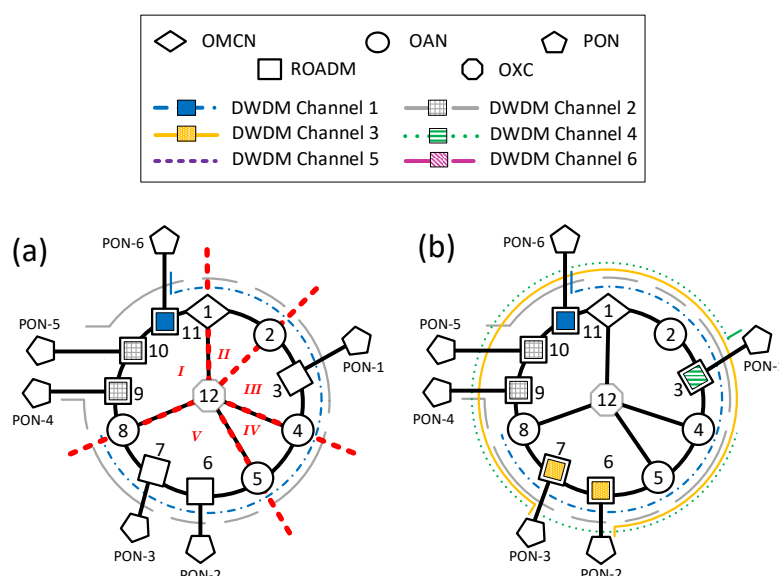 OMCN OAN PON
ROADM OXC
DWDM Channel 1 DWDM Channel 2
DWDM Channel 3 DWDM Channel 4
DWDM Channel 5 DWDM Channel 6
(a)
PON-6
1
2
11
PON-5
10
I
II
III
PON-1
3
9
12
PON-4
8
V
IV
4
7
6
5
PON-3
PON-2
(b)
PON-6
1
2
11
PON-5
10
3
9
12
PON-4
8
4
7
6
5
PON-3
PON-2